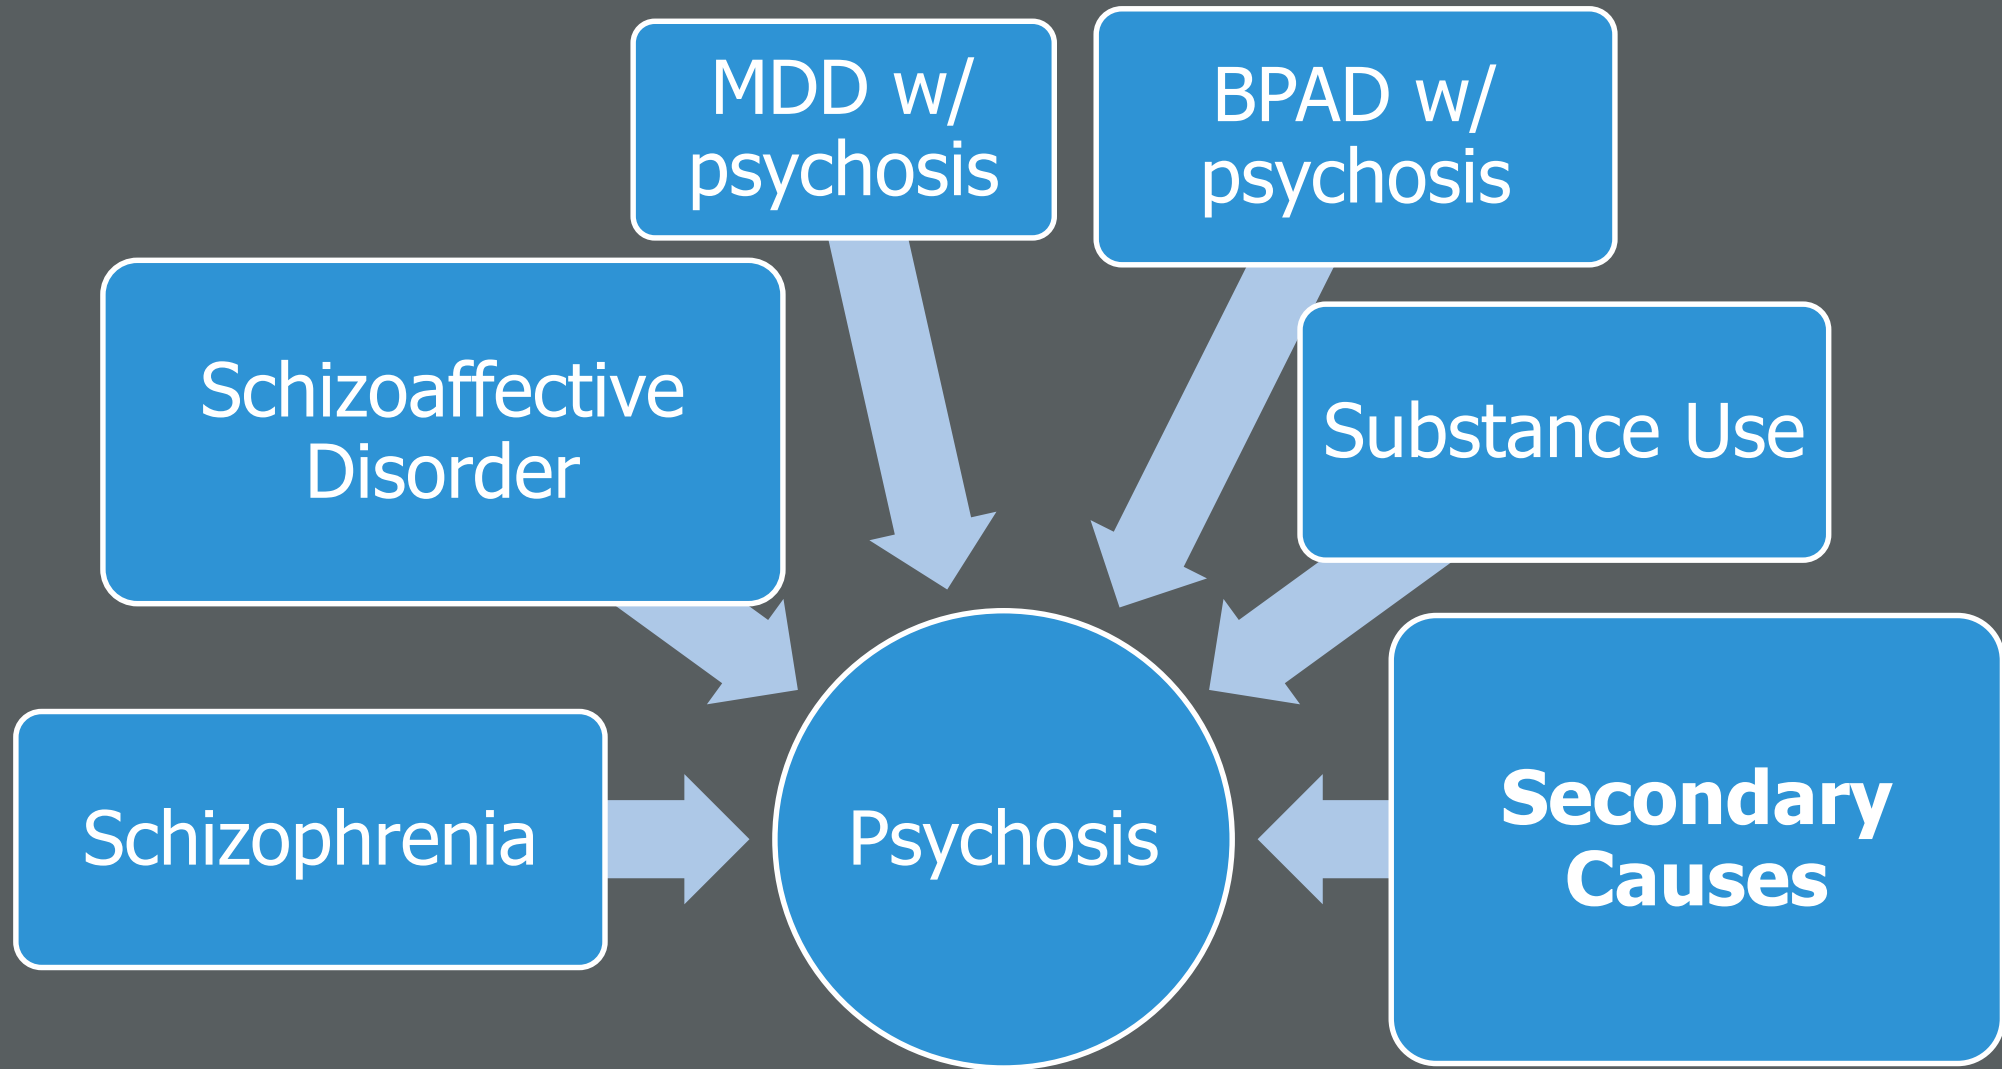 MDD w/
psychosis
BPAD w/
psychosis
Schizoaffective
Disorder
Substance Use
Schizophrenia
Psychosis
Secondary
Causes